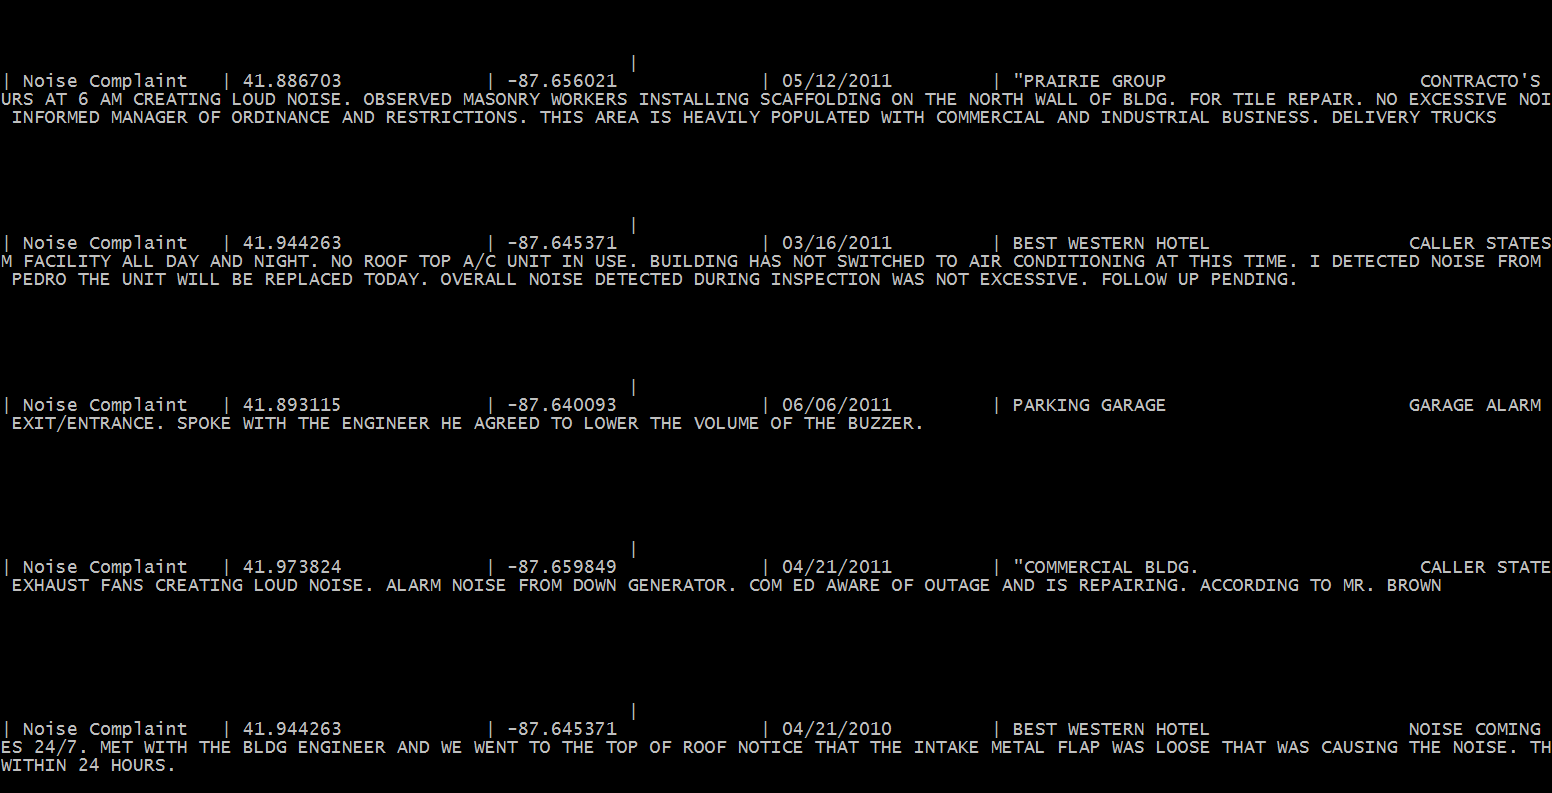 |
| Noise Complaint | 41.886703 | -87.656021 | 05/12/2011 | "PRAIRIE GROUP CONTRACTO'S
URS AT 6 AM CREATING LOUD NOISE. OBSERVED MASONRY WORKERS INSTALLING SCAFFOLDING ON THE NORTH WALL OF BLDG. FOR TILE REPAIR. NO EXCESSIVE NOI
INFORMED MANAGER OF ORDINANCE AND RESTRICTIONS. THIS AREA IS HEAVILY POPULATED WITH COMMERCIAL AND INDUSTRIAL BUSINESS. DELIVERY TRUCKS
|
| Noise Complaint | 41.944263 | -87.645371 | 03/16/2011 | BEST WESTERN HOTEL CALLER STATES
M FACILITY ALL DAY AND NIGHT. NO ROOF TOP A/C UNIT IN USE. BUILDING HAS NOT SWITCHED TO AIR CONDITIONING AT THIS TIME. I DETECTED NOISE FROM
PEDRO THE UNIT WILL BE REPLACED TODAY. OVERALL NOISE DETECTED DURING INSPECTION WAS NOT EXCESSIVE. FOLLOW UP PENDING.
|
| Noise Complaint | 41.893115 | -87.640093 | 06/06/2011 | PARKING GARAGE GARAGE ALARM
EXIT/ENTRANCE. SPOKE WITH THE ENGINEER HE AGREED TO LOWER THE VOLUME OF THE BUZZER.
|
| Noise Complaint | 41.973824 | -87.659849 | 04/21/2011 | "COMMERCIAL BLDG. CALLER STATE
EXHAUST FANS CREATING LOUD NOISE. ALARM NOISE FROM DOWN GENERATOR. COM ED AWARE OF OUTAGE AND IS REPAIRING. ACCORDING TO MR. BROWN
|
| Noise Complaint | 41.944263 | -87.645371 | 04/21/2010 | BEST WESTERN HOTEL NOISE COMING
ES 24/7. MET WITH THE BLDG ENGINEER AND WE WENT TO THE TOP OF ROOF NOTICE THAT THE INTAKE METAL FLAP WAS LOOSE THAT WAS CAUSING THE NOISE. TH
WITHIN 24 HOURS.